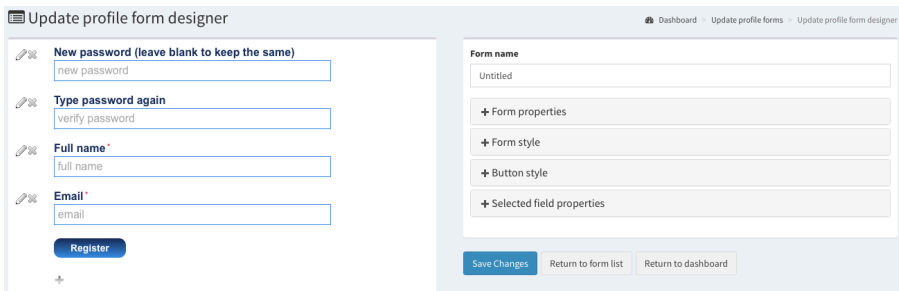 Update profile form designer
Dashboard > Update profile forms > Update profile form designer
New password (leave blank to keep the same)
new password
Type password again
verify password
Full name*
full name
Email*
email
Register
Form name
Untitled
Form properties
Form style
Button style
Selected field properties
Save Changes
Return to form list
Return to dashboard